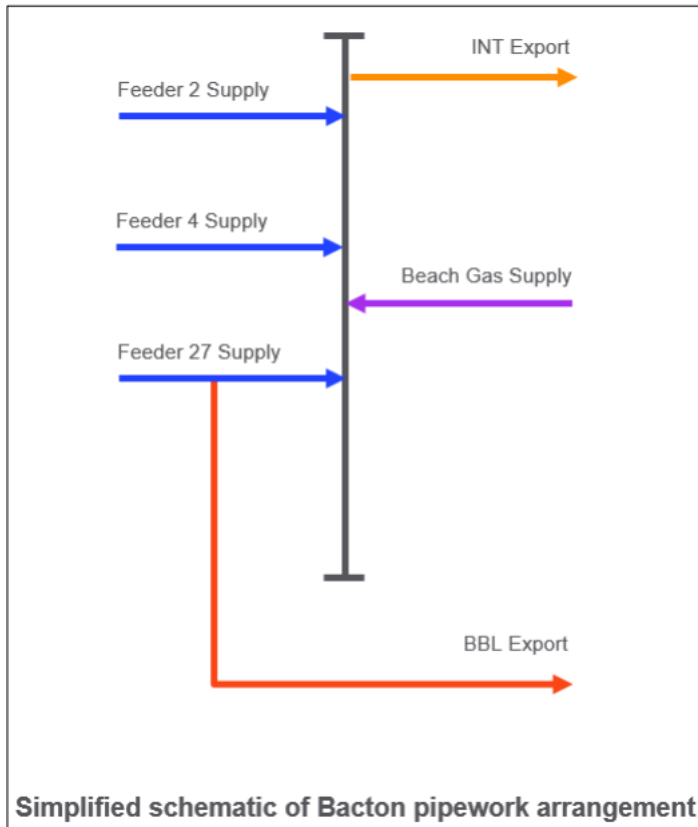 INT Export
Feeder 2 Supply
Feeder 4 Supply
Beach Gas Supply
Feeder 27 Supply
BBL Export
Simplified schematic of Bacton pipework arrangement